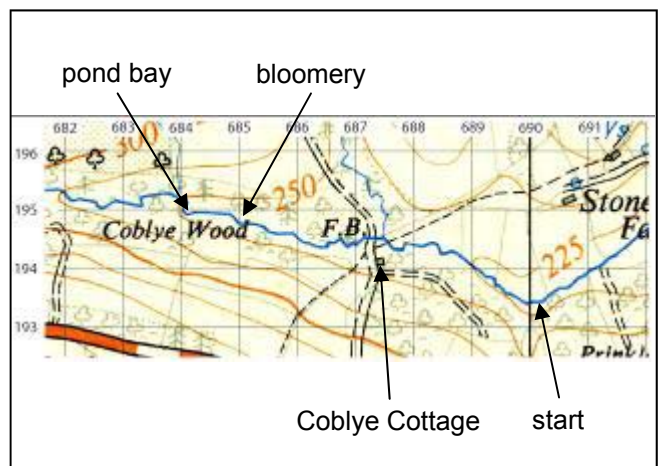 pond bay bloomery
682 683 684 685 686 687 688 690 691
196 300
195 250 Stone
Coblye Wood F.B.
194 225
193
Coblye Cottage start